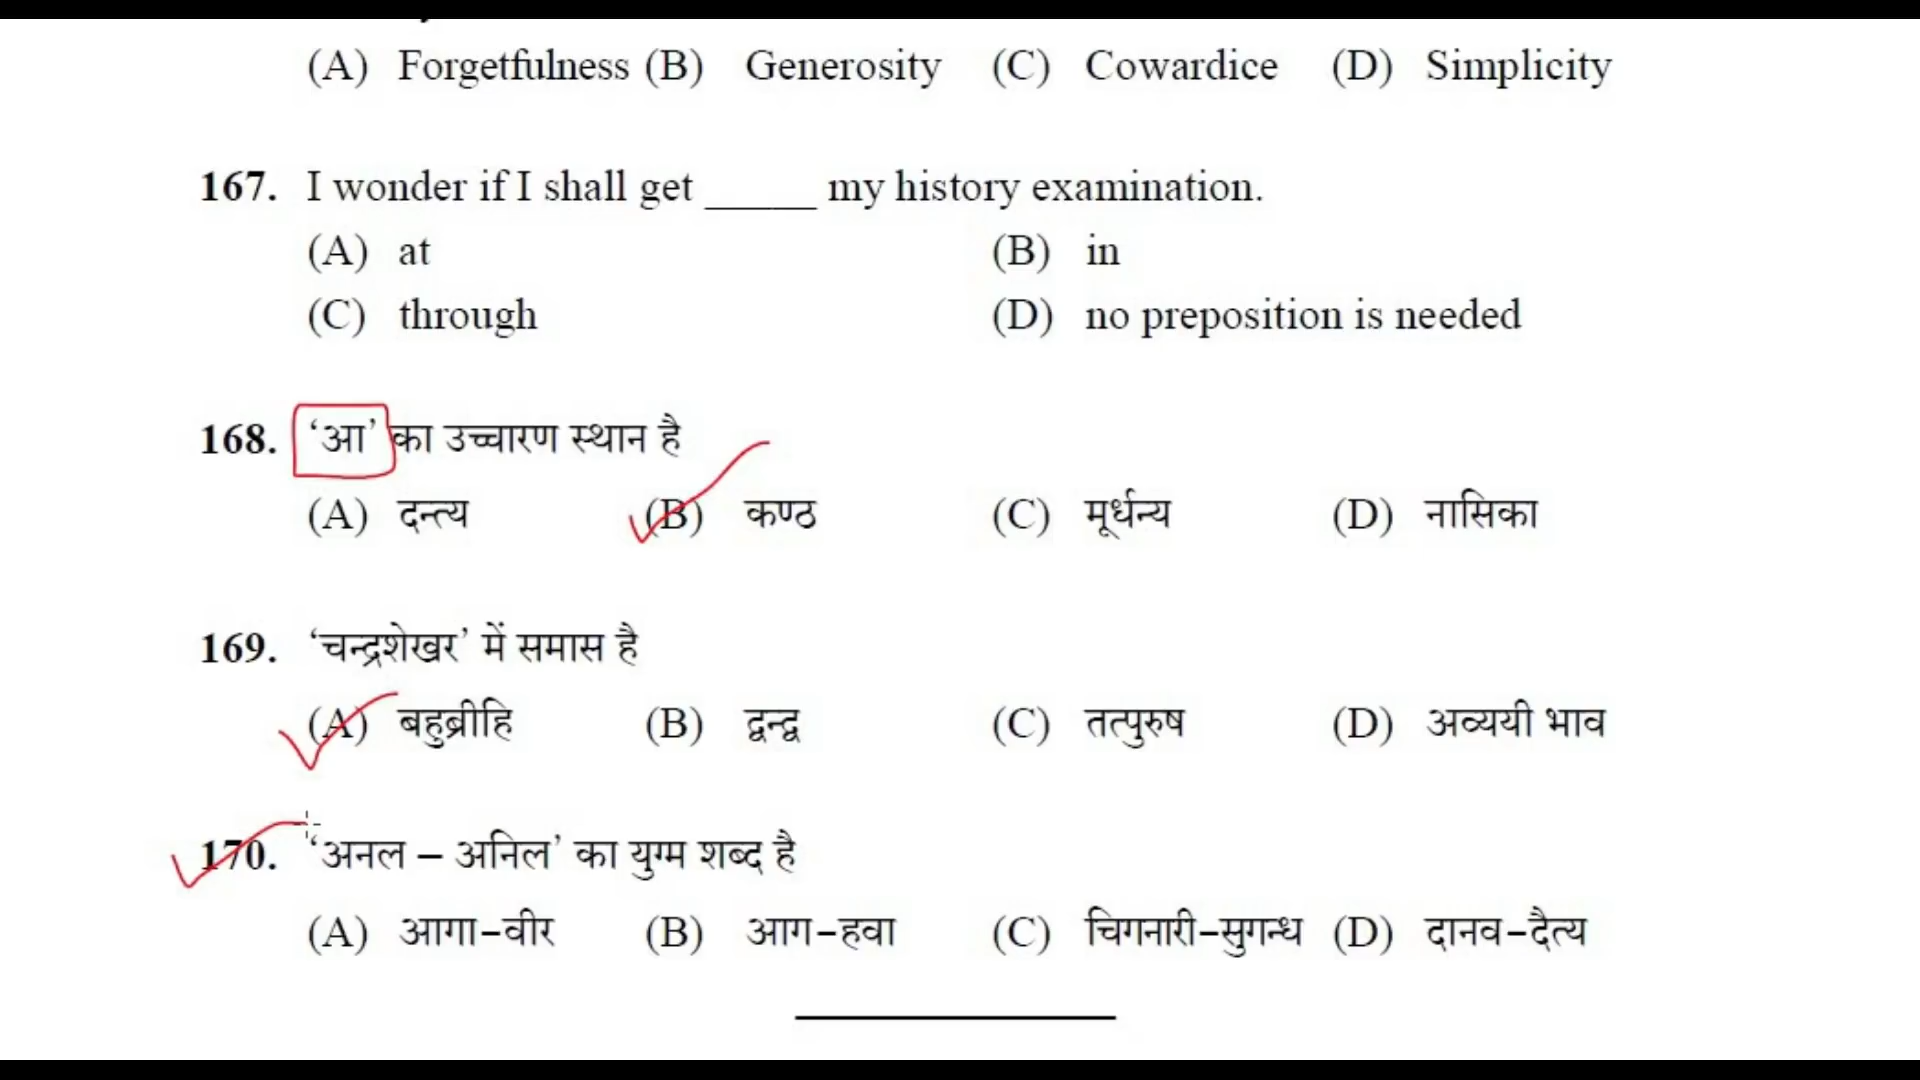 (A) Forgetfulness (B) Generosity (C) Cowardice (D) Simplicity
167. I wonder if I shall get _____ my history examination.
(A) at (B) in
(C) through (D) no preposition is needed
168. ‘आ’ का उच्चारण स्थान है
(A) दन्त्य (B) कण्ठ (C) मूर्धन्य (D) नासिका
169. ‘चन्द्रशेखर’ में समास है
(A) बहुब्रीहि (B) द्वन्द्व (C) तत्पुरुष (D) अव्ययी भाव
170. ‘अनल – अनिल’ का युग्म शब्द है
(A) आगा–वीर (B) आग–हवा (C) चिगनारी–सुगन्ध (D) दानव–दैत्य